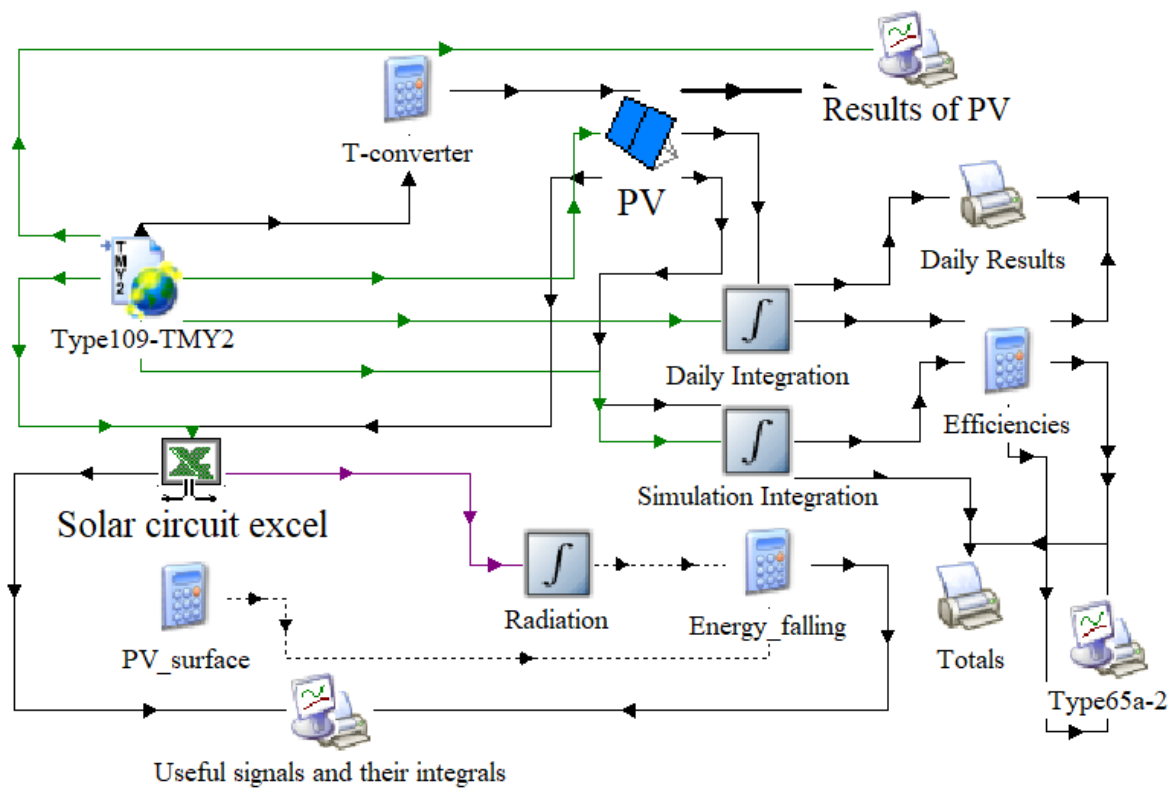 Results of PV
T-converter
PV
TMY2
Type109-TMY2
Daily Results
Daily Integration
Efficiencies
Simulation Integration
Solar circuit excel
Radiation
Energy_falling
PV_surface
Totals
Type65a-2
Useful signals and their integrals